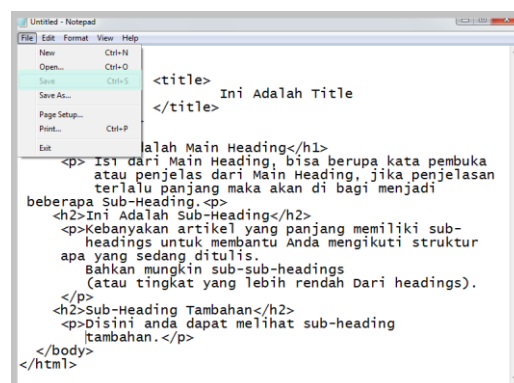 Untitled - Notepad
File Edit Format View Help
New Ctrl+N
Open... Ctrl+O
Save Ctrl+S
Save As...
Page Setup...
Print... Ctrl+P
Exit
<title>
Ini Adalah Title
</title>
alah Main Heading</h1>
<p> Isi dari Main Heading, bisa berupa kata pembuka
atau penjelas dari Main Heading, jika penjelasan
terlalu panjang maka akan di bagi menjadi
beberapa Sub-Heading.<p>
<h2>Ini Adalah Sub-Heading</h2>
<p>Kebanyakan artikel yang panjang memiliki sub-
headings untuk membantu Anda mengikuti struktur
apa yang sedang ditulis.
Bahkan mungkin sub-sub-headings
(atau tingkat yang lebih rendah Dari headings).
</p>
<h2>Sub-Heading Tambahan</h2>
<p>Disini anda dapat melihat sub-heading
tambahan.</p>
</body>
</html>